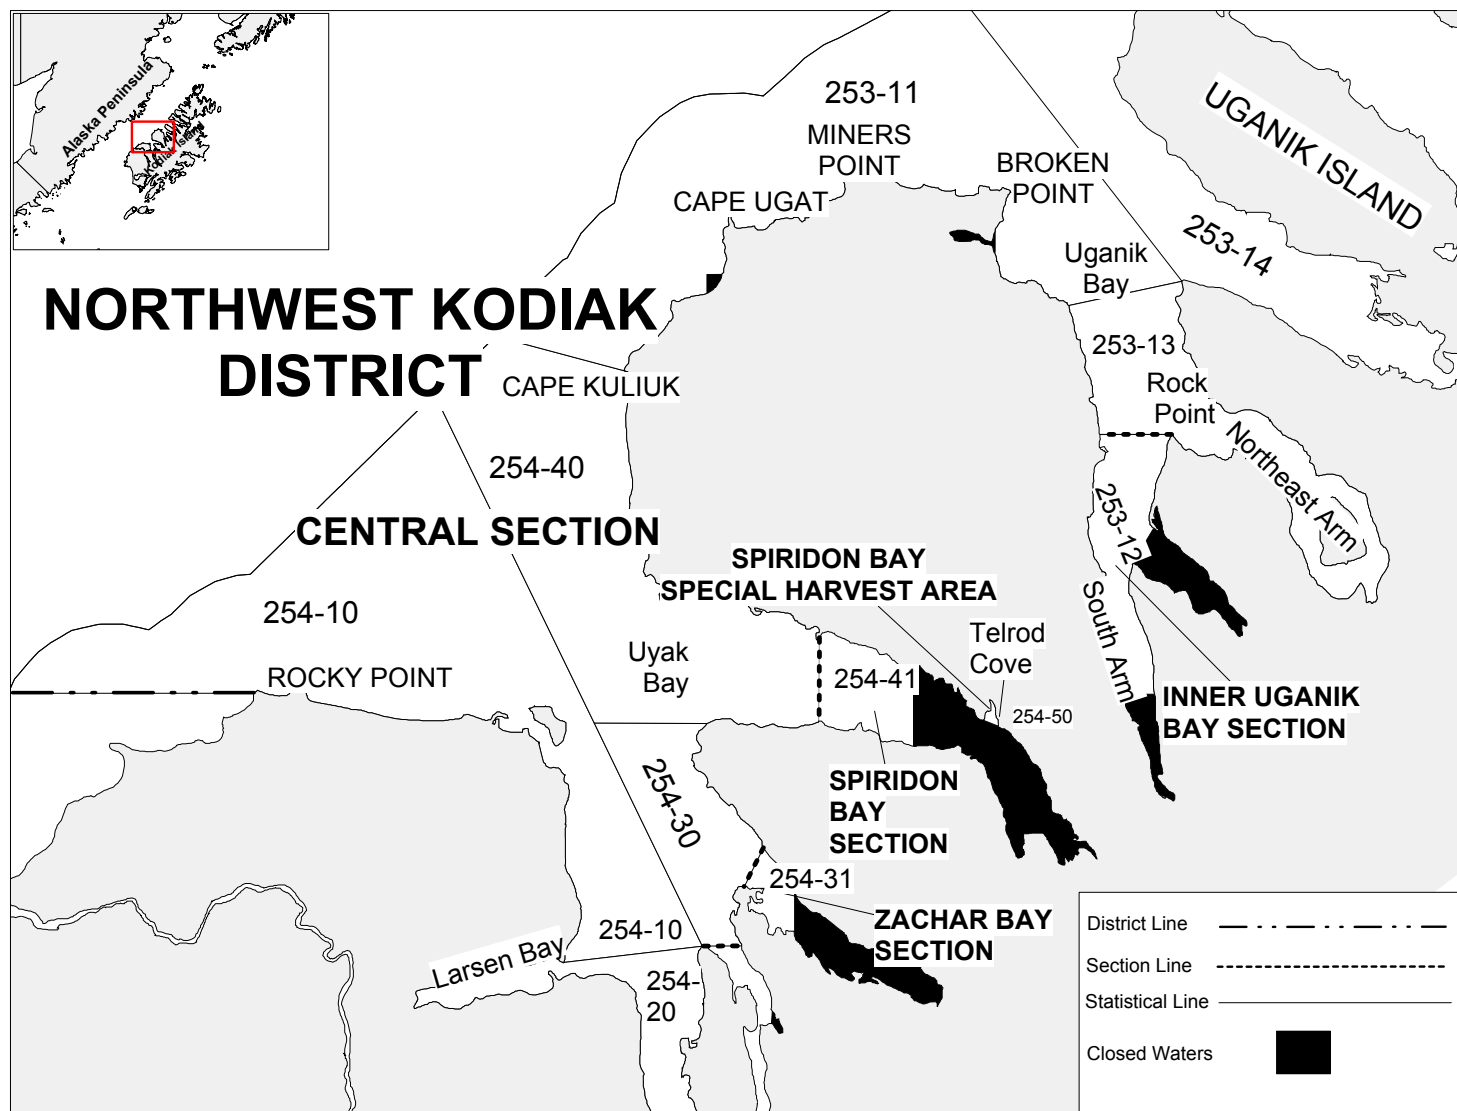 Alaska Peninsula
Kodiak Island
253-11
MINERS
POINT
BROKEN
POINT
UGANIK ISLAND
CAPE UGAT
253-14
Uganik
Bay
NORTHWEST KODIAK
DISTRICT
253-13
CAPE KULIUK
Rock
Point
Northeast Arm
254-40
253-12
CENTRAL SECTION
SPIRIDON BAY
SPECIAL HARVEST AREA
254-10
South Arm
Telrod
Cove
Uyak
Bay
ROCKY POINT
254-41
254-50
INNER UGANIK
BAY SECTION
254-30
SPIRIDON
BAY
SECTION
254-31
ZACHAR BAY
SECTION
254-10
Larsen Bay
254-
20
District Line
Section Line
Statistical Line
Closed Waters